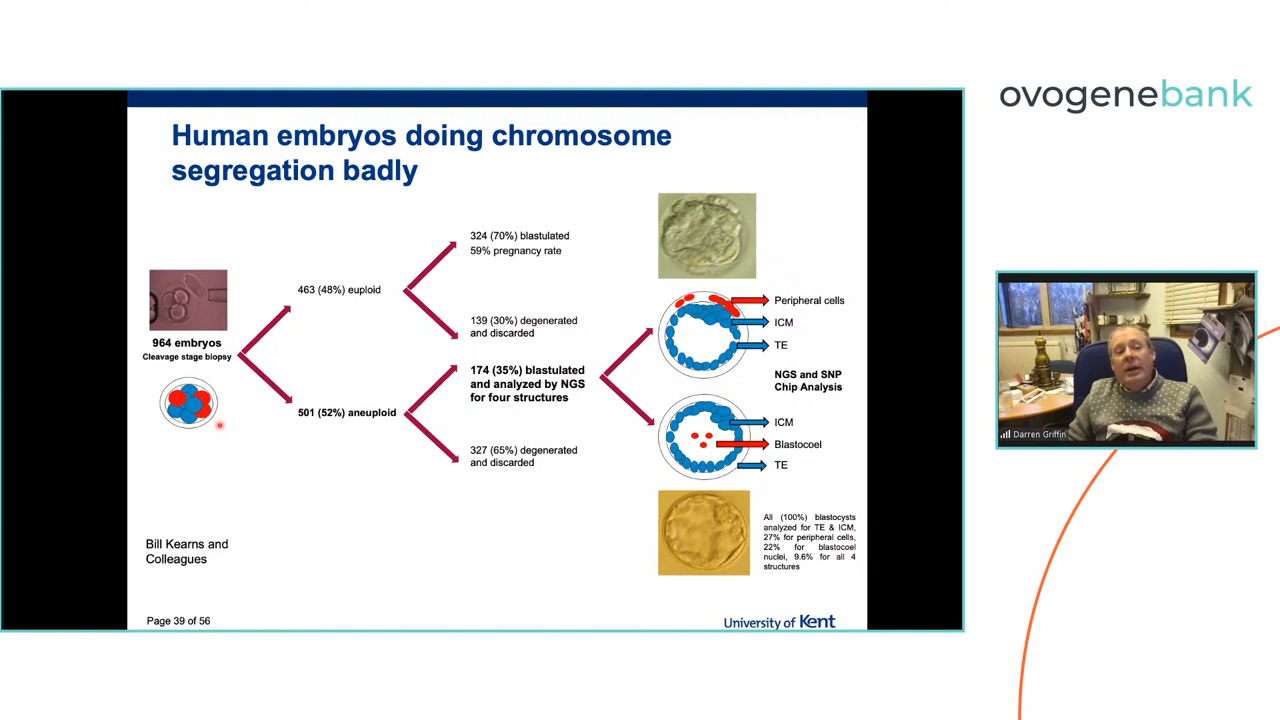 ovogenebank
Human embryos doing chromosome
segregation badly
964 embryos
Cleavage stage biopsy
463 (48%) euploid
501 (52%) aneuploid
324 (70%) blastulated
59% pregnancy rate
139 (30%) degenerated
and discarded
174 (35%) blastulated
and analyzed by NGS
for four structures
327 (65%) degenerated
and discarded
Peripheral cells
ICM
TE
NGS and SNP
Chip Analysis
ICM
Blastocoel
TE
All (100%) blastocysts
analyzed for TE & ICM,
27% for peripheral cells,
22% for blastocoel
nuclei, 9.6% for all 4
structures
Bill Kearns and
Colleagues
Page 39 of 56
University of Kent
Darren Griffin